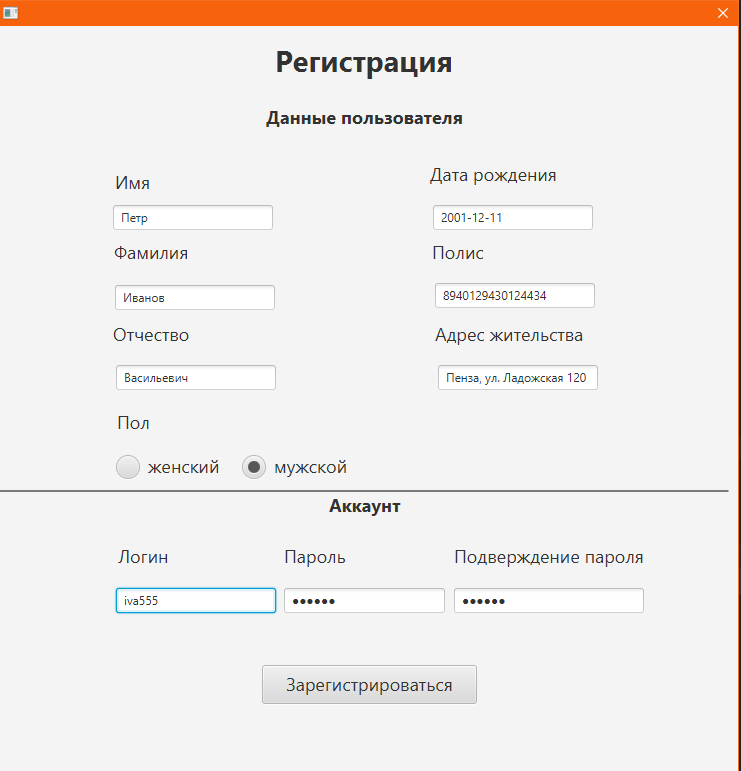 Регистрация
Данные пользователя
Имя
Дата рождения
Петр
2001-12-11
Фамилия
Полис
Иванов
8940129430124434
Отчество
Адрес жительства
Васильевич
Пенза, ул. Ладожская 120
Пол
женский
мужской
Аккаунт
Логин
Пароль
Подверждение пароля
iva555
••••••
••••••
Зарегистрироваться